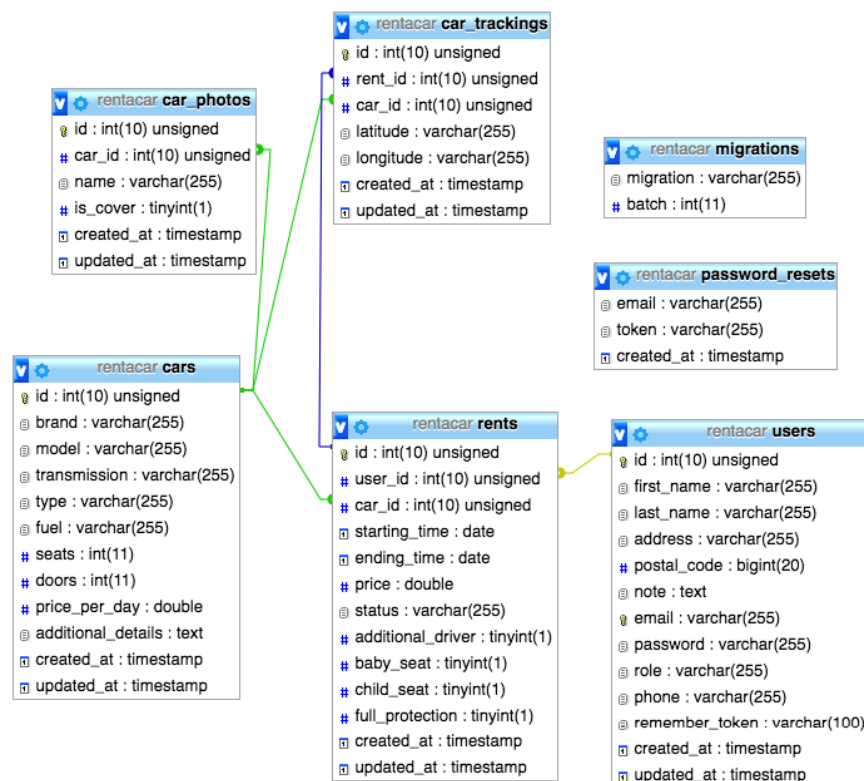 rentacar car_trackings
id : int(10) unsigned
rent_id : int(10) unsigned
car_id : int(10) unsigned
latitude : varchar(255)
longitude : varchar(255)
created_at : timestamp
updated_at : timestamp
rentacar car_photos
id : int(10) unsigned
car_id : int(10) unsigned
name : varchar(255)
is_cover : tinyint(1)
created_at : timestamp
updated_at : timestamp
rentacar migrations
migration : varchar(255)
batch : int(11)
rentacar password_resets
email : varchar(255)
token : varchar(255)
created_at : timestamp
rentacar cars
id : int(10) unsigned
brand : varchar(255)
model : varchar(255)
transmission : varchar(255)
type : varchar(255)
fuel : varchar(255)
seats : int(11)
doors : int(11)
price_per_day : double
additional_details : text
created_at : timestamp
updated_at : timestamp
rentacar rents
id : int(10) unsigned
user_id : int(10) unsigned
car_id : int(10) unsigned
starting_time : date
ending_time : date
price : double
status : varchar(255)
additional_driver : tinyint(1)
baby_seat : tinyint(1)
child_seat : tinyint(1)
full_protection : tinyint(1)
created_at : timestamp
updated_at : timestamp
rentacar users
id : int(10) unsigned
first_name : varchar(255)
last_name : varchar(255)
address : varchar(255)
postal_code : bigint(20)
note : text
email : varchar(255)
password : varchar(255)
role : varchar(255)
phone : varchar(255)
remember_token : varchar(100)
created_at : timestamp
updated_at : timestamp